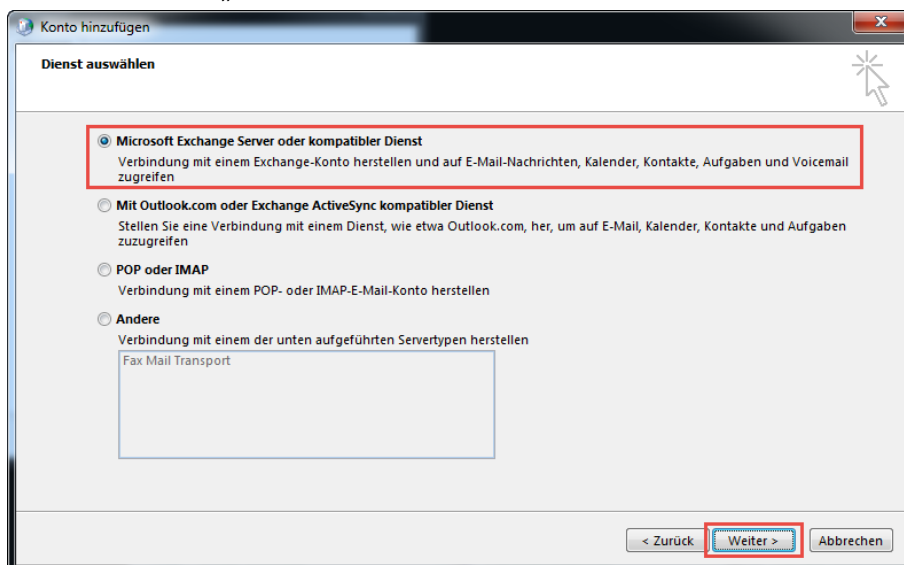 Konto hinzufügen
Dienst auswählen
Microsoft Exchange Server oder kompatibler Dienst
Verbindung mit einem Exchange-Konto herstellen und auf E-Mail-Nachrichten, Kalender, Kontakte, Aufgaben und Voicemail
zugreifen
Mit Outlook.com oder Exchange ActiveSync kompatibler Dienst
Stellen Sie eine Verbindung mit einem Dienst, wie etwa Outlook.com, her, um auf E-Mail, Kalender, Kontakte und Aufgaben
zuzugreifen
POP oder IMAP
Verbindung mit einem POP- oder IMAP-E-Mail-Konto herstellen
Andere
Verbindung mit einem der unten aufgeführten Servertypen herstellen
Fax Mail Transport
< Zurück Weiter > Abbrechen